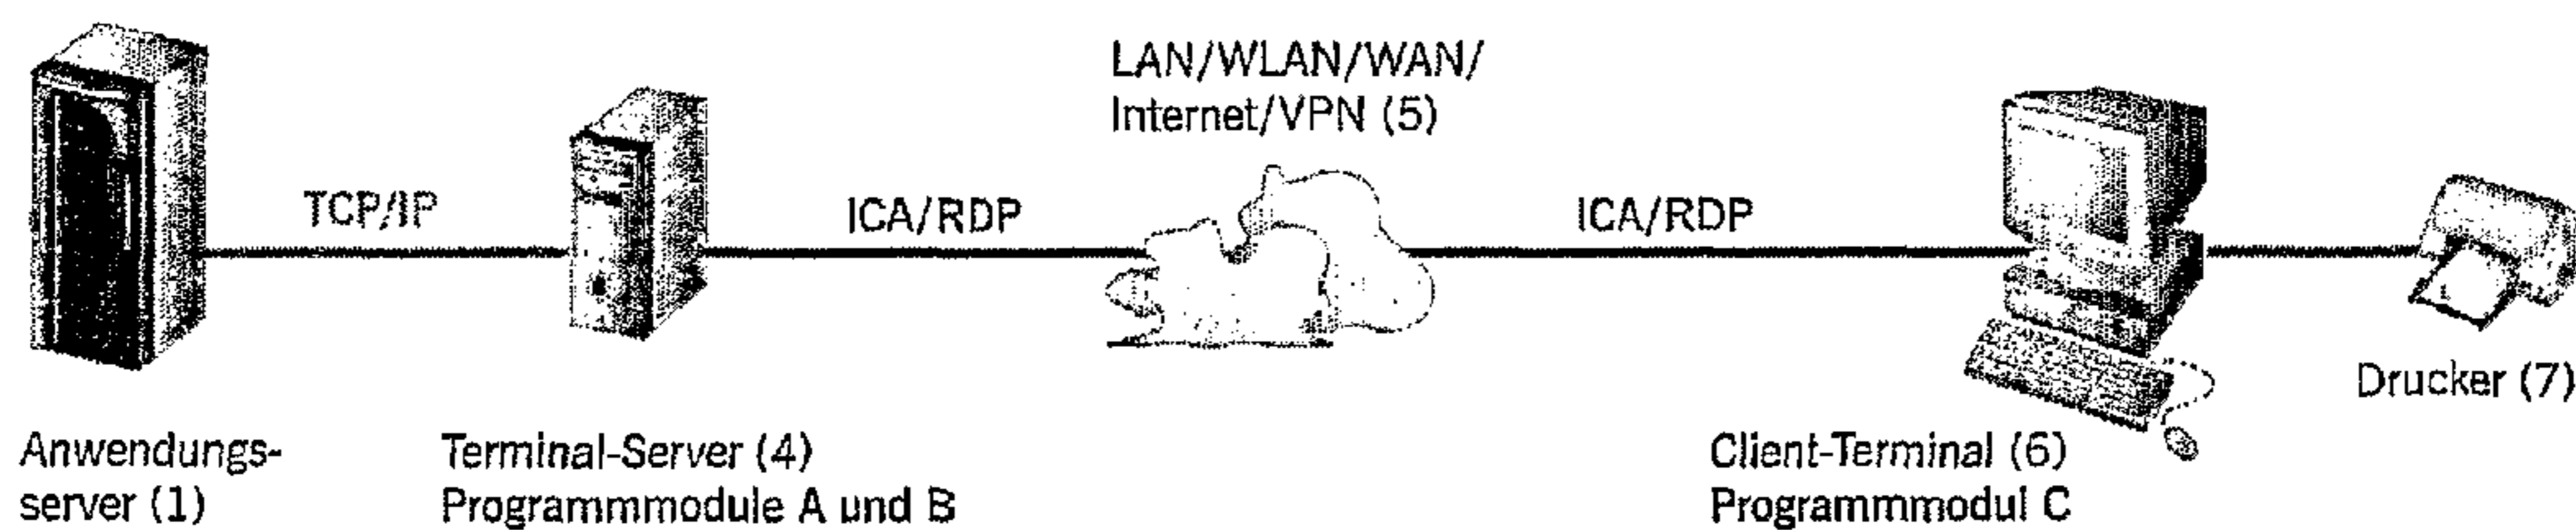 LAN/WLAN/WAN/
Internet/VPN (5)
TCP/IP
ICA/RDP
ICA/RDP
Drucker (7)
Anwendungs-
server (1)
Terminal-Server (4)
Programmmodule A und B
Client-Terminal (6)
Programmmodul C